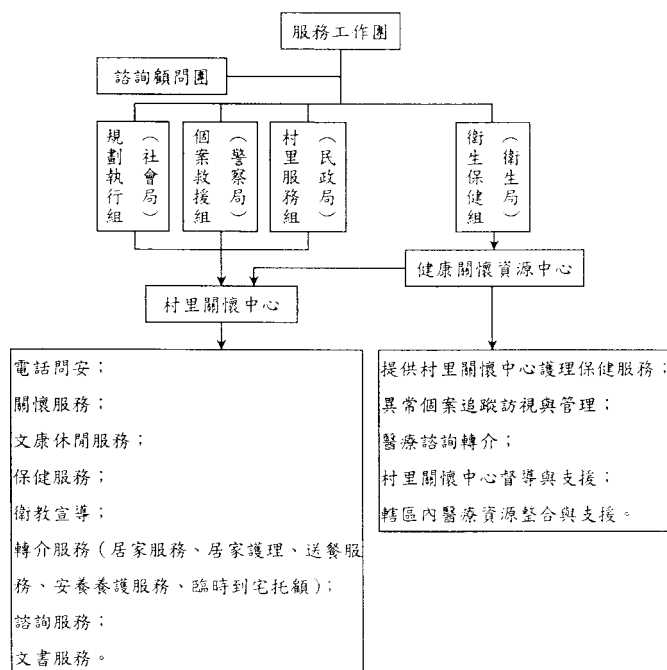 服務工作團
諮詢顧問團
規劃執行組
（社會局）
個案救援組
（警察局）
村里服務組
（民政局）
衛生保健組
（衛生局）
健康關懷資源中心
村里關懷中心
電話問安；
關懷服務；
文康休閒服務；
保健服務；
衛教宣導；
轉介服務（居家服務、居家護理、送餐服
務、安養養護服務、臨時到宅托顧）；
諮詢服務；
文書服務。
提供村里關懷中心護理保健服務；
異常個案追蹤訪視與管理；
醫療諮詢轉介；
村里關懷中心督導與支援；
轄區內醫療資源整合與支援。